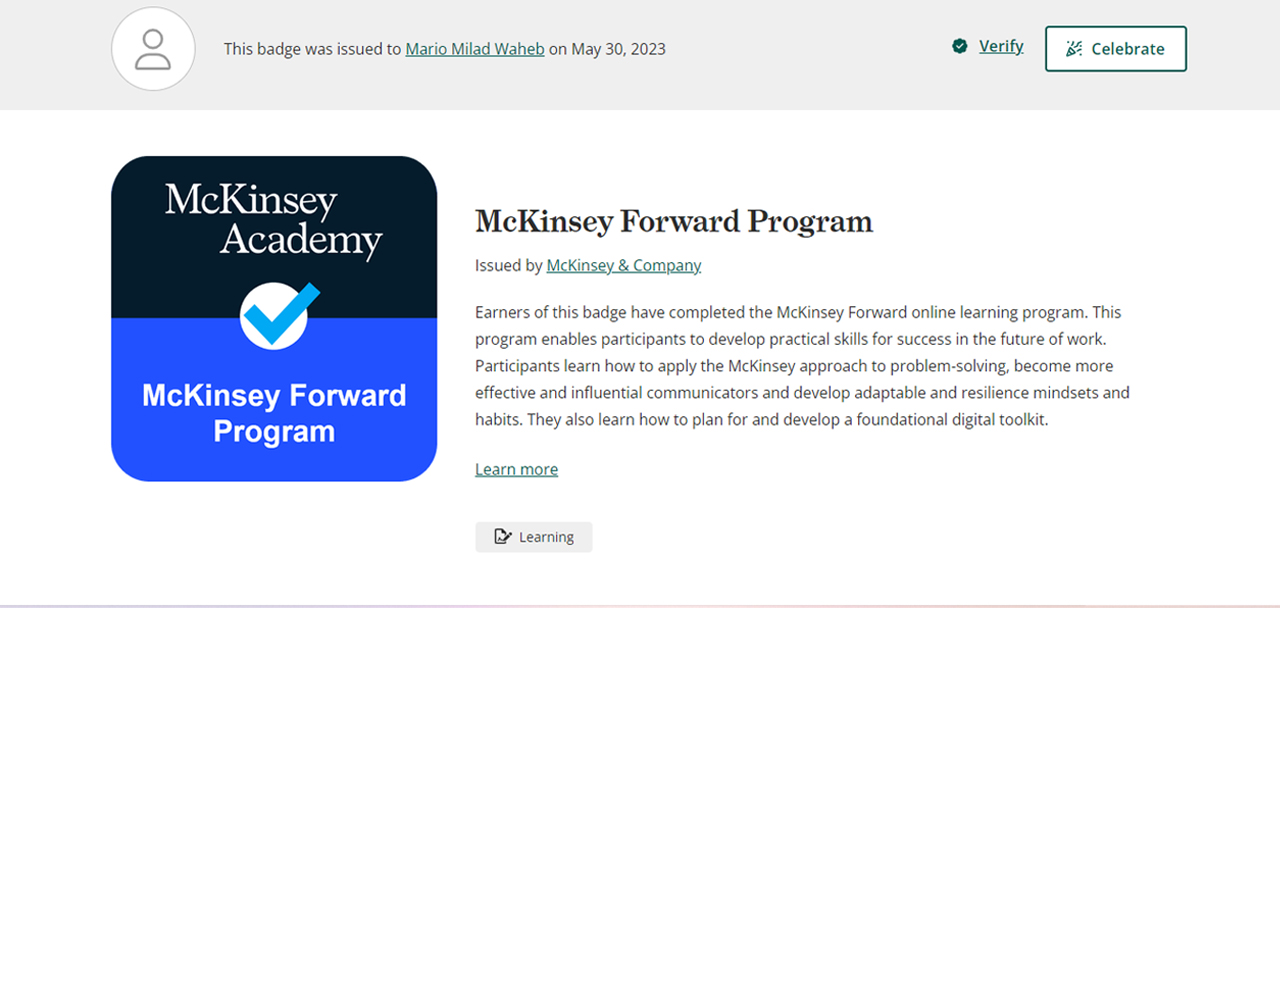 This badge was issued to Mario Milad Waheb on May 30, 2023
Verify
Celebrate
McKinsey
Academy
McKinsey Forward
Program
McKinsey Forward Program
Issued by McKinsey & Company
Earners of this badge have completed the McKinsey Forward online learning program. This
program enables participants to develop practical skills for success in the future of work.
Participants learn how to apply the McKinsey approach to problem-solving, become more
effective and influential communicators and develop adaptable and resilience mindsets and
habits. They also learn how to plan for and develop a foundational digital toolkit.
Learn more
Learning